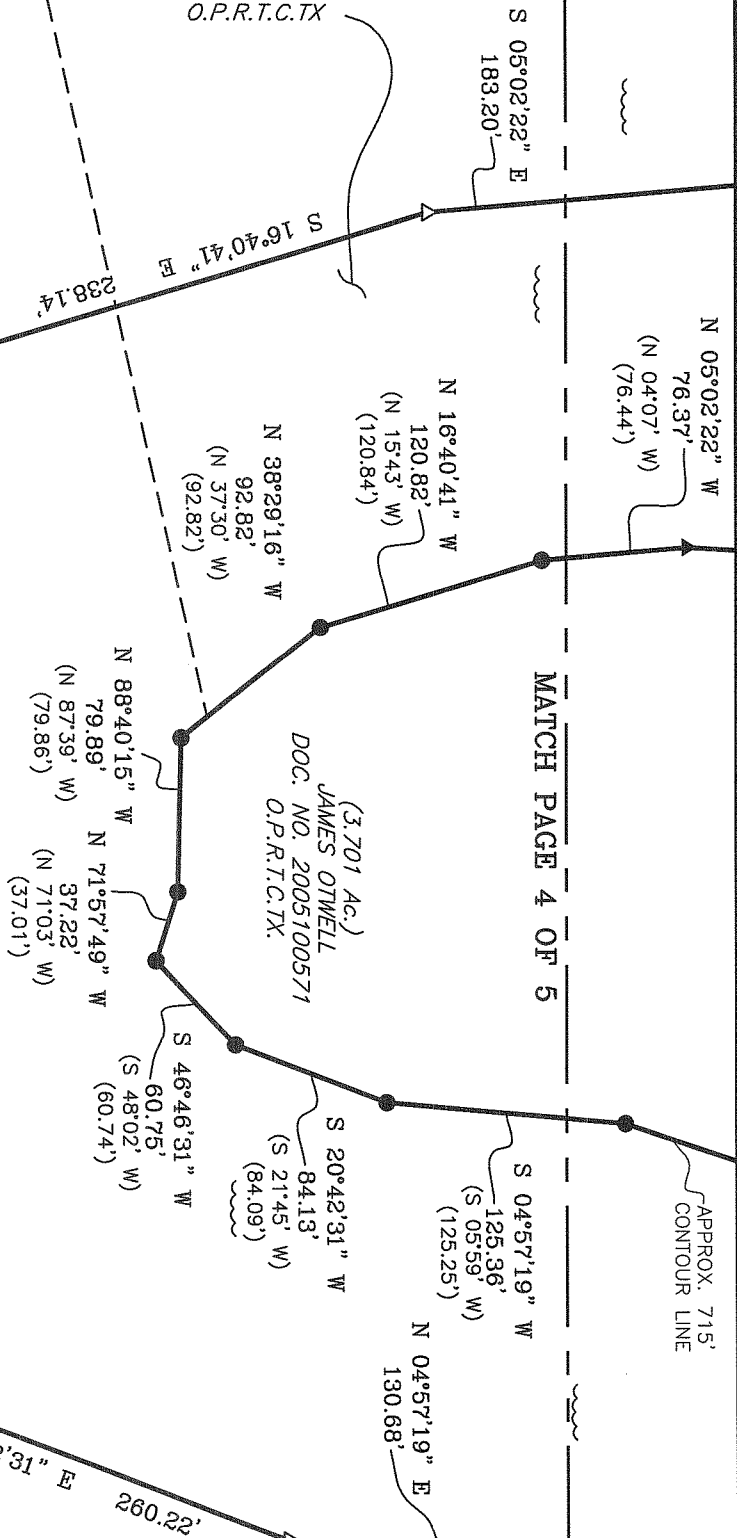 O.P.R.T.C.TX
S 05°02'22" E
183.20'
S 16°40'41" E
238.14'
N 05°02'22" W
76.37'
(N 04°07' W)
(76.44')
N 16°40'41" W
120.82'
(N 15°43' W)
(120.84')
N 38°29'16" W
92.82'
(N 37°30' W)
(92.82')
MATCH PAGE 4 OF 5
(3.701 Ac.)
JAMES OTWELL
DOC. NO. 2005100571
O.P.R.T.C.TX.
N 88°40'15" W
79.89'
(N 87°39' W)
(79.86')
N 71°57'49" W
37.22'
(N 71°03' W)
(37.01')
S 46°46'31" W
60.75'
(S 48°02' W)
(60.74')
S 20°42'31" W
84.13'
(S 21°45' W)
(84.09')
S 04°57'19" W
125.36'
(S 05°59' W)
(125.25')
APPROX. 715'
CONTOUR LINE
N 04°57'19" E
130.68'
'31" E 260.22'